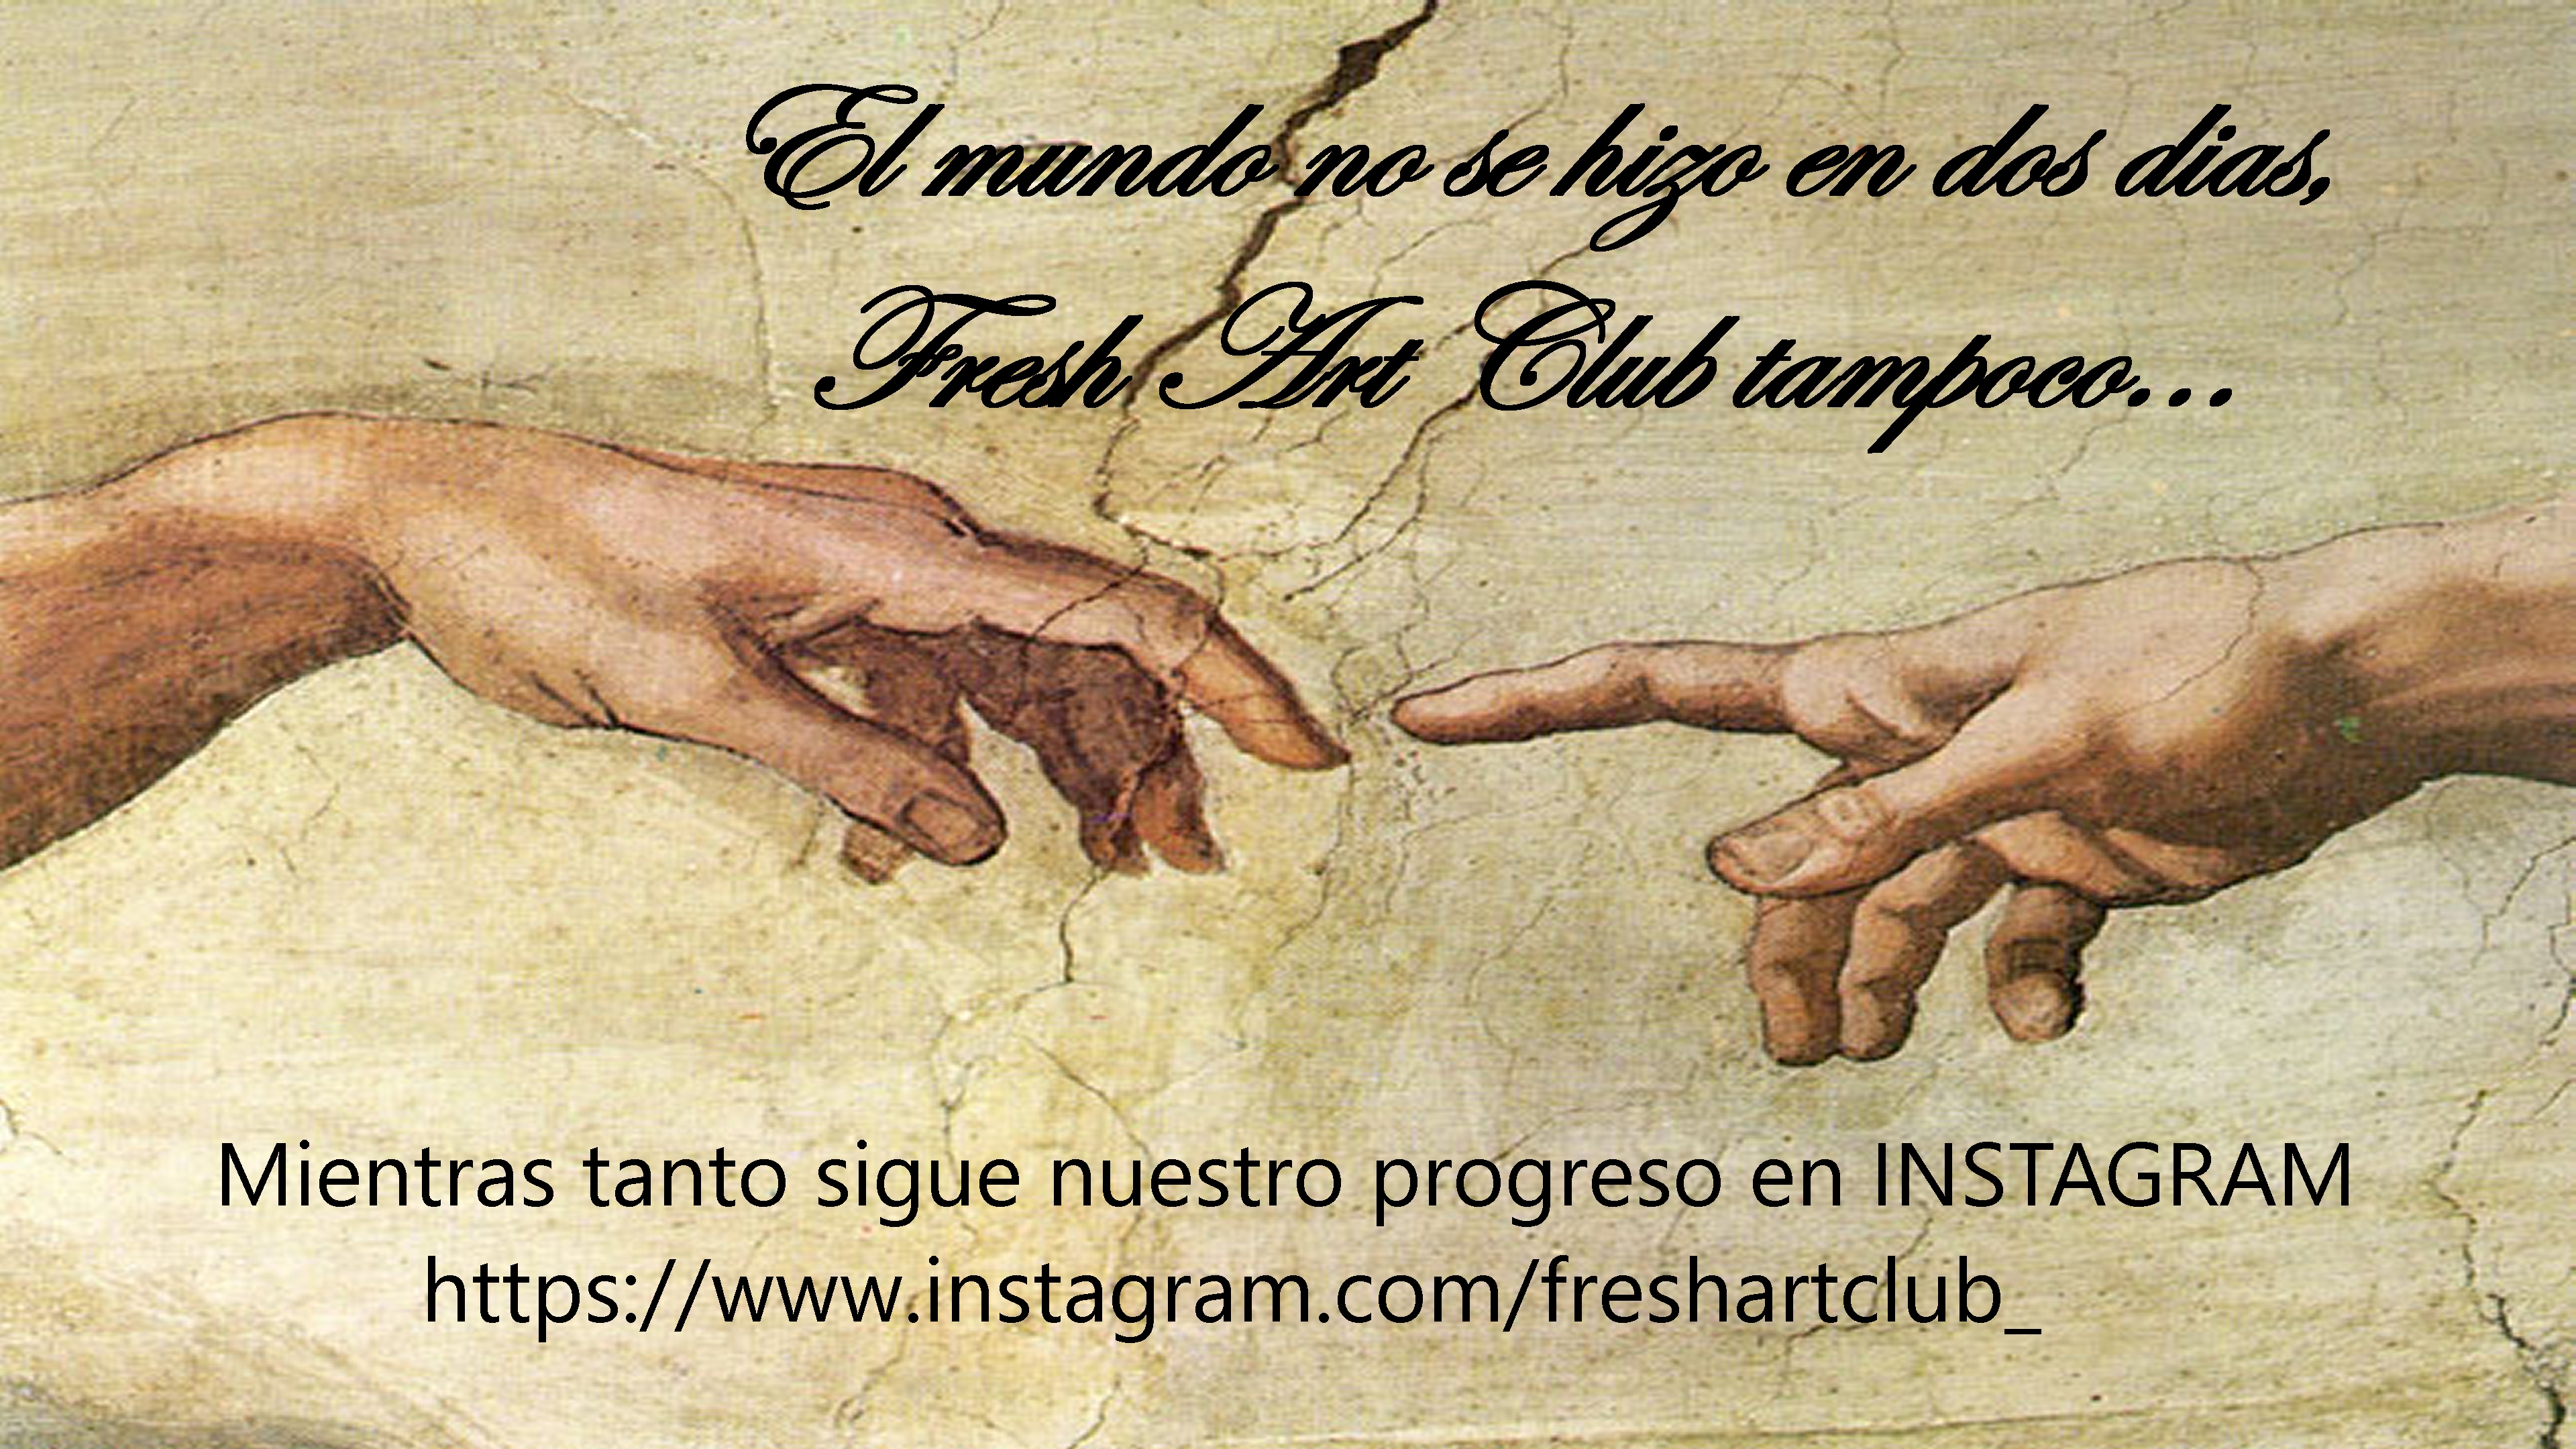 El mundo no se hizo en dos dias,
Fresh Art Club tampoco...
Mientras tanto sigue nuestro progreso en INSTAGRAM
https://www.instagram.com/freshartclub_